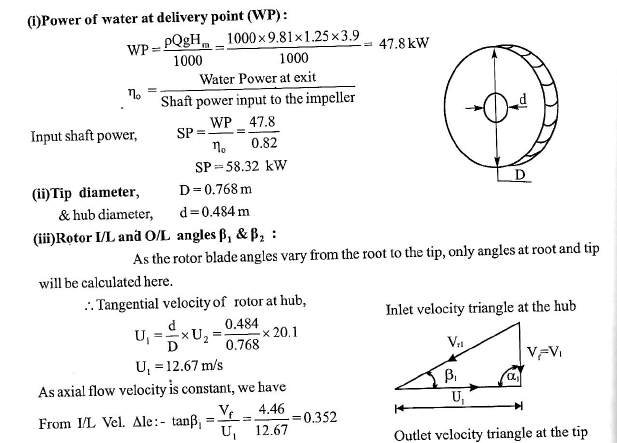 (i)Power of water at delivery point (WP):
WP = ρQgHₘ/1000 = 1000×9.81×1.25×3.9/1000 = 47.8 kW
∴ ηₒ = Water Power at exit/Shaft power input to the impeller
Input shaft power, SP = WP/ηₒ = 47.8/0.82
SP = 58.32 kW
d
D
(ii)Tip diameter, D = 0.768 m
& hub diameter, d = 0.484 m
(iii)Rotor I/L and O/L angles β₁ & β₂ :
As the rotor blade angles vary from the root to the tip, only angles at root and tip
will be calculated here.
∴ Tangential velocity of rotor at hub,
U₁ = d/D × U₂ = 0.484/0.768 × 20.1
U₁ = 12.67 m/s
As axial flow velocity is constant, we have
From I/L Vel. Δle:- tanβ₁ = V_f/U₁ = 4.46/12.67 = 0.352
Inlet velocity triangle at the hub
Vr₁
V_f=V₁
β₁
α₁
U₁
Outlet velocity triangle at the tip